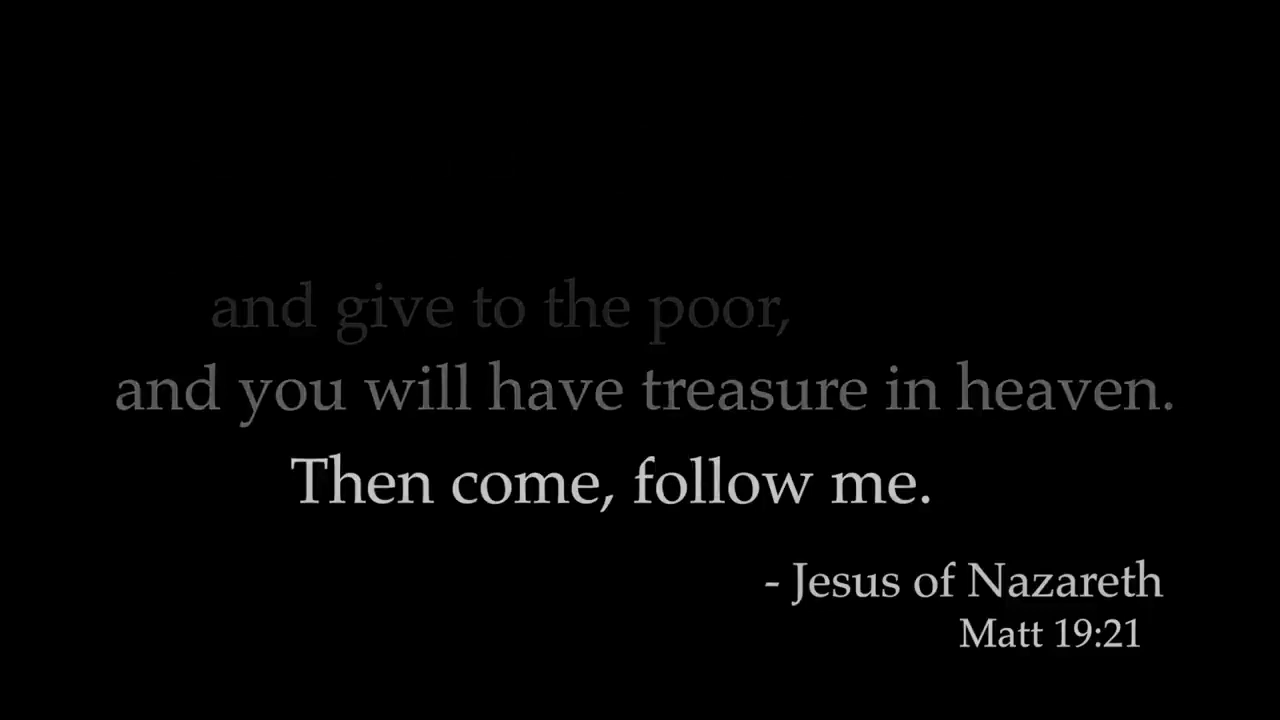 and give to the poor,
and you will have treasure in heaven.
Then come, follow me.
- Jesus of Nazareth
Matt 19:21